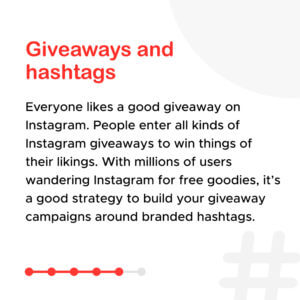 Giveaways and
hashtags
Everyone likes a good giveaway on
Instagram. People enter all kinds of
Instagram giveaways to win things of
their likings. With millions of users
wandering Instagram for free goodies, it's
a good strategy to build your giveaway
campaigns around branded hashtags.
#